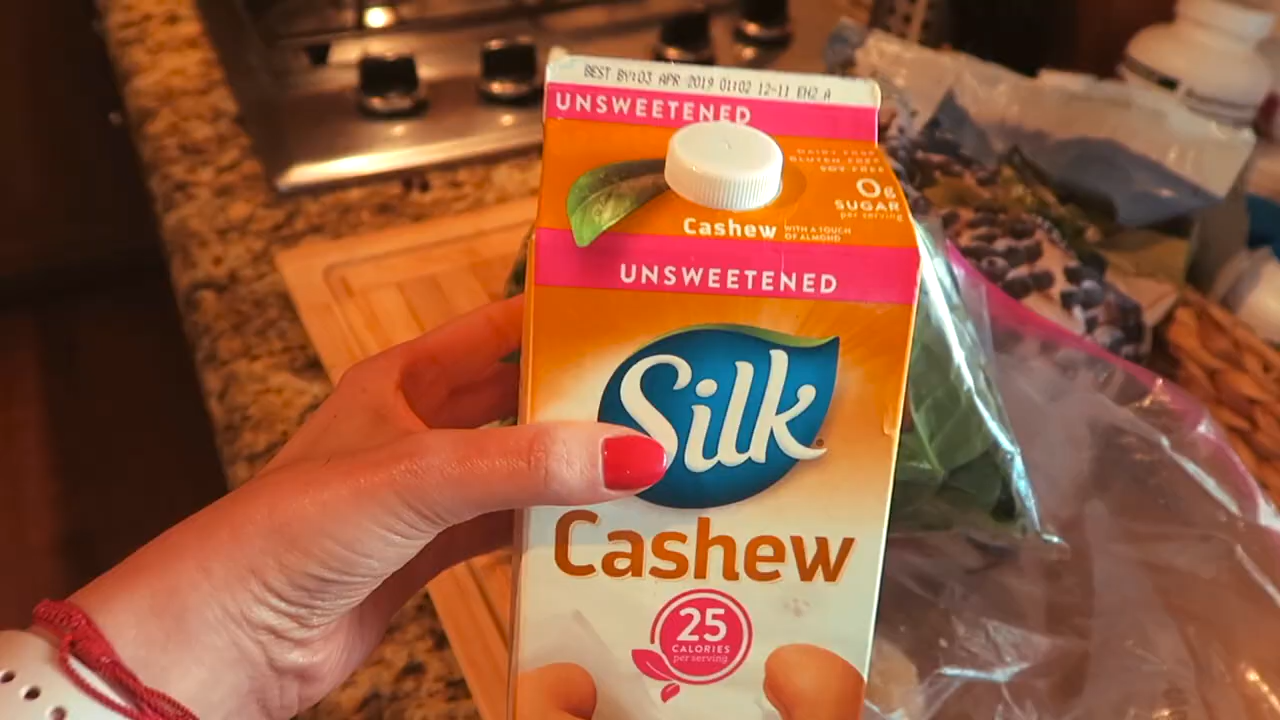 BEST BY:03 APR 2019 01:02 12-11 EH2 A
UNSWEETENED
DAIRY FREE
GLUTEN FREE
SOY FREE
0g
SUGAR
per serving
Cashew WITH A TOUCH
OF ALMOND
UNSWEETENED
Silk
Cashew
25
CALORIES
per serving